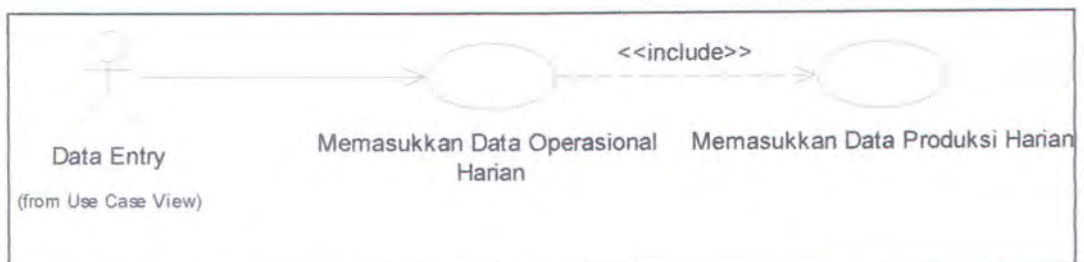 <<include>>
Data Entry
(from Use Case View)
Memasukkan Data Operasional
Harian
Memasukkan Data Produksi Harian